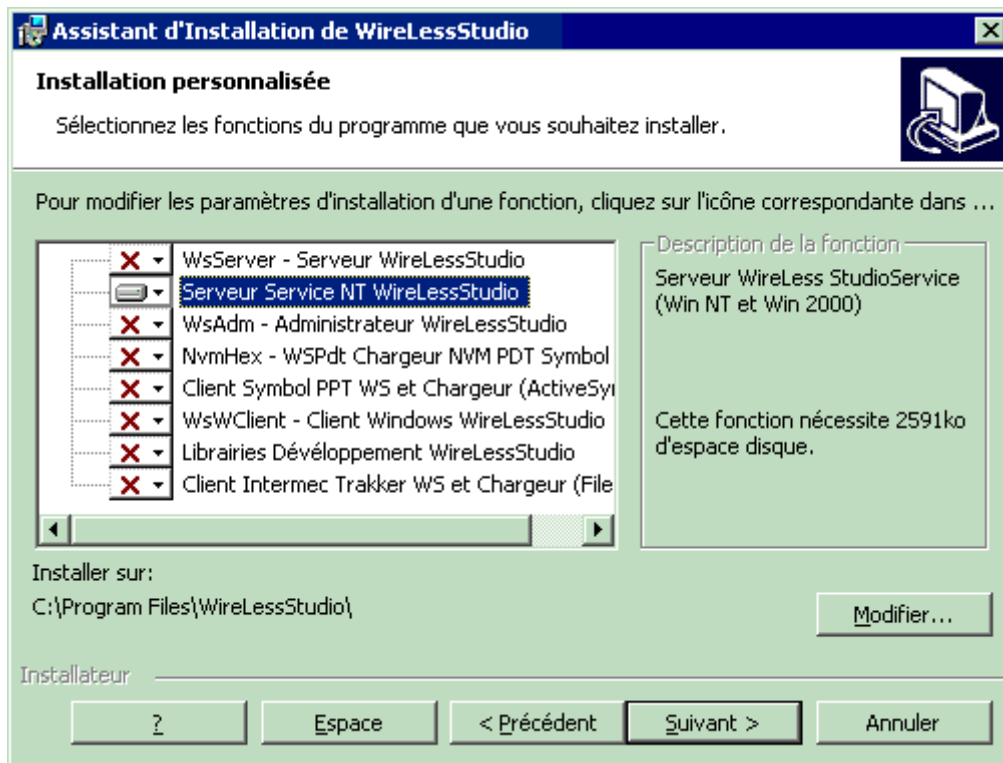 Assistant d'Installation de WireLessStudio
Installation personnalisée
Sélectionnez les fonctions du programme que vous souhaitez installer.
Pour modifier les paramètres d'installation d'une fonction, cliquez sur l'icône correspondante dans ...
WsServer - Serveur WireLessStudio
Serveur Service NT WireLessStudio
WsAdm - Administrateur WireLessStudio
NvmHex - WSPdt Chargeur NVM PDT Symbol
Client Symbol PPT WS et Chargeur (ActiveSy
WsWClient - Client Windows WireLessStudio
Librairies Dévéloppement WireLessStudio
Client Intermec Trakker WS et Chargeur (File
Description de la fonction
Serveur WireLess StudioService
(Win NT et Win 2000)
Cette fonction nécessite 2591ko
d'espace disque.
Installer sur:
C:\Program Files\WireLessStudio\
Modifier...
Installateur
?
Espace
< Précédent
Suivant >
Annuler